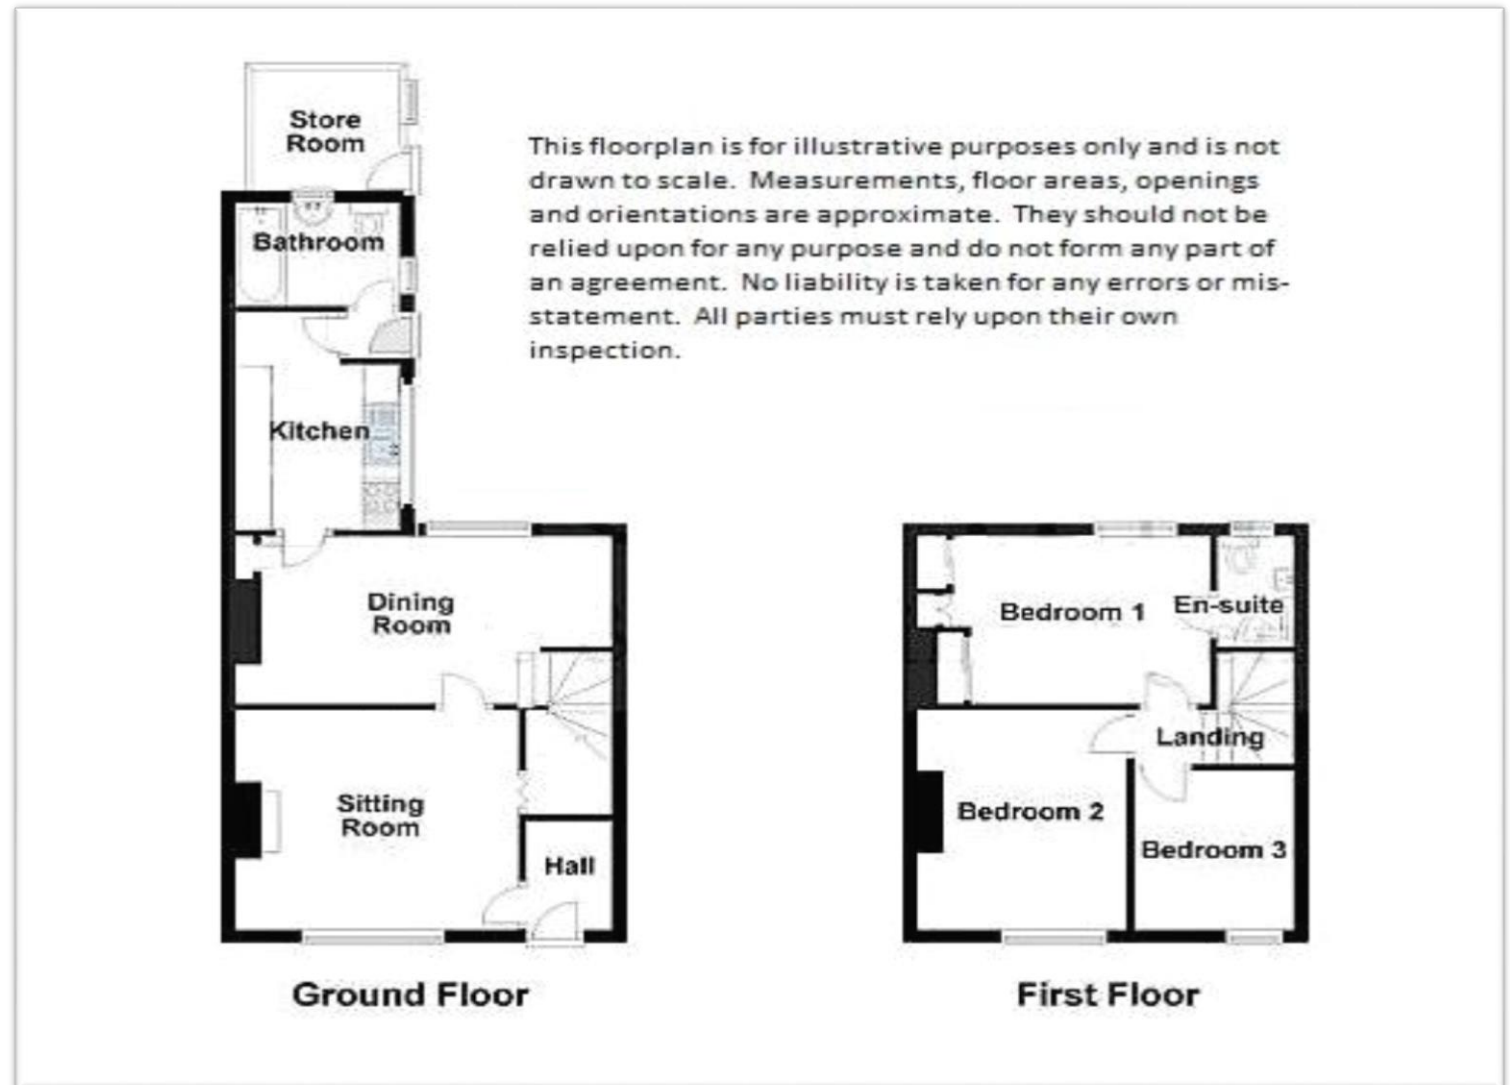 Store
Room
This floorplan is for illustrative purposes only and is not
drawn to scale.  Measurements, floor areas, openings
and orientations are approximate.  They should not be
relied upon for any purpose and do not form any part of
an agreement.  No liability is taken for any errors or mis-
statement.  All parties must rely upon their own
inspection.
Bathroom
Kitchen
Dining
Room
Sitting
Room
Hall
Ground Floor
Bedroom 1
En-suite
Landing
Bedroom 2
Bedroom 3
First Floor